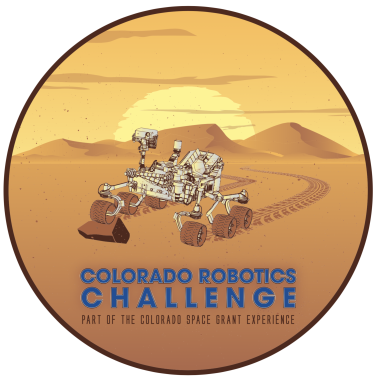 COLORADO ROBOTICS
CHALLENGE
PART OF THE COLORADO SPACE GRANT EXPERIENCE